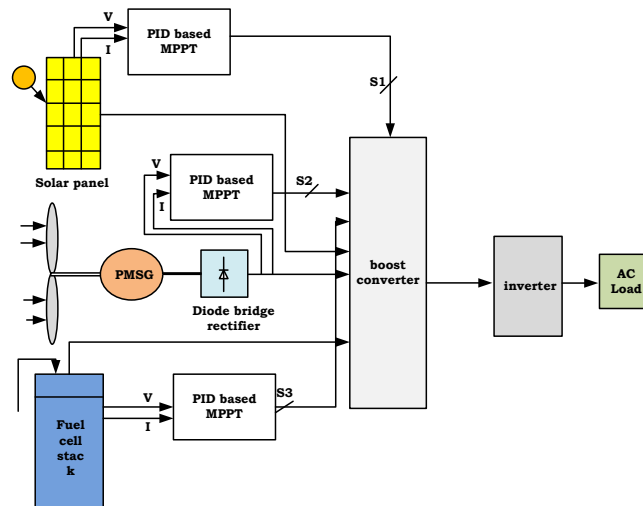 V
I
PID based
MPPT
S1
Solar panel
V
I
PID based
MPPT
S2
PMSG
Diode bridge
rectifier
boost
converter
inverter
AC
Load
Fuel
cell
stac
k
V
I
PID based
MPPT
S3